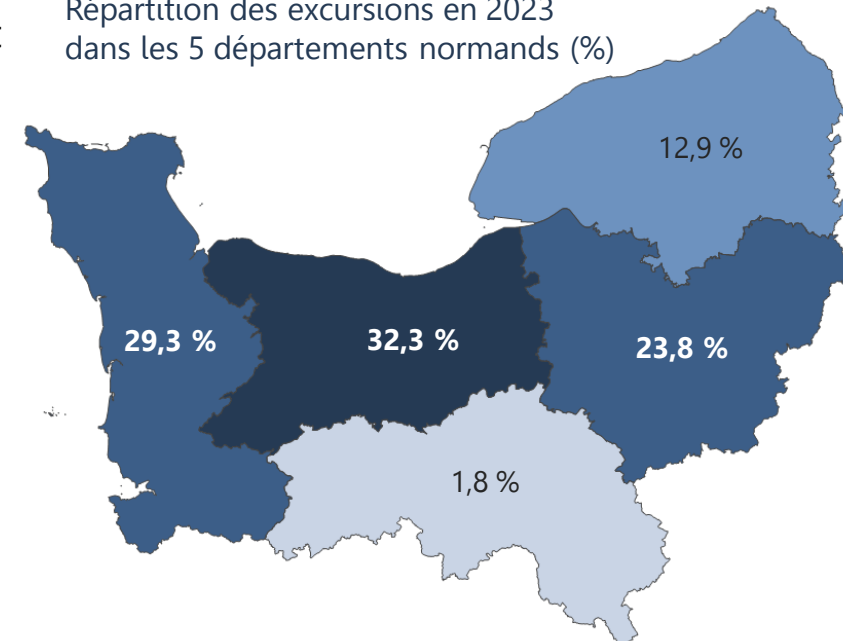 Répartition des excursions en 2023
dans les 5 départements normands (%)
12,9 %
29,3 %
32,3 %
23,8 %
1,8 %